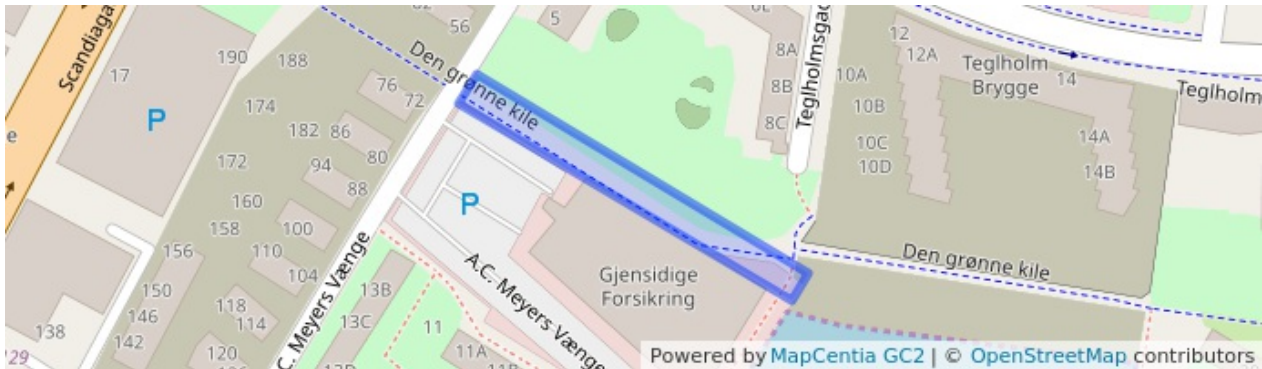 Scandiaga
17
P
190
188
174
182
172
160
158
156
150
146
142
138
129
e
56
76
72
86
80
94
88
100
110
104
118
114
120
Den grønne kile
5
8A
8B
8C
Teglholmsgad
12
12A
10A
10B
10C
10D
Teglholm
Brygge
14
14A
14B
Teglholm
P
Gjensidige
Forsikring
A.C. Meyers Vænge
C. Meyers Vænge
13B
13C
11
11A
Den grønne kile
Powered by MapCentia GC2 | © OpenStreetMap contributors